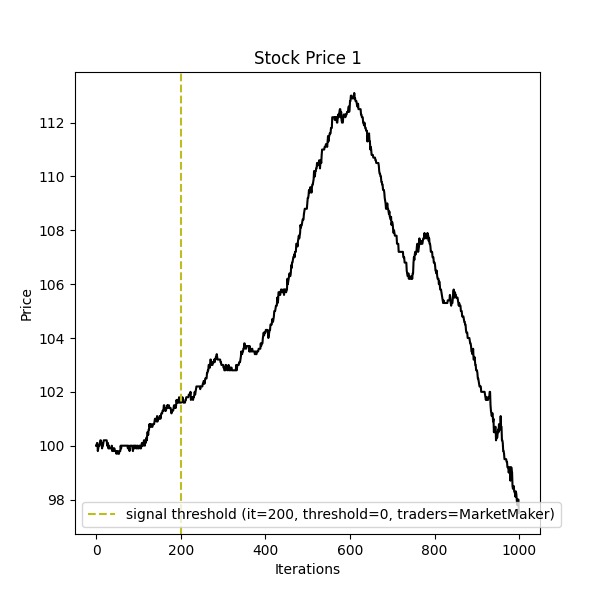 Stock Price 1
Price
112
110
108
106
104
102
100
98
signal threshold (it=200, threshold=0, traders=MarketMaker)
0 200 400 600 800 1000
Iterations